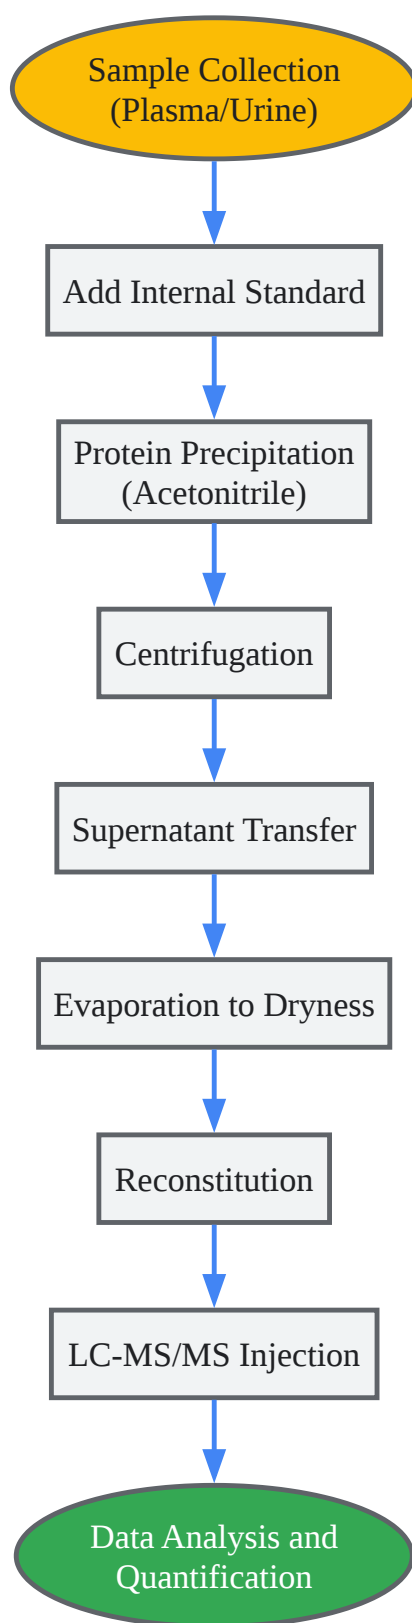 Sample Collection
(Plasma/Urine)
Add Internal Standard
Protein Precipitation
(Acetonitrile)
Centrifugation
Supernatant Transfer
Evaporation to Dryness
Reconstitution
LC-MS/MS Injection
Data Analysis and
Quantification